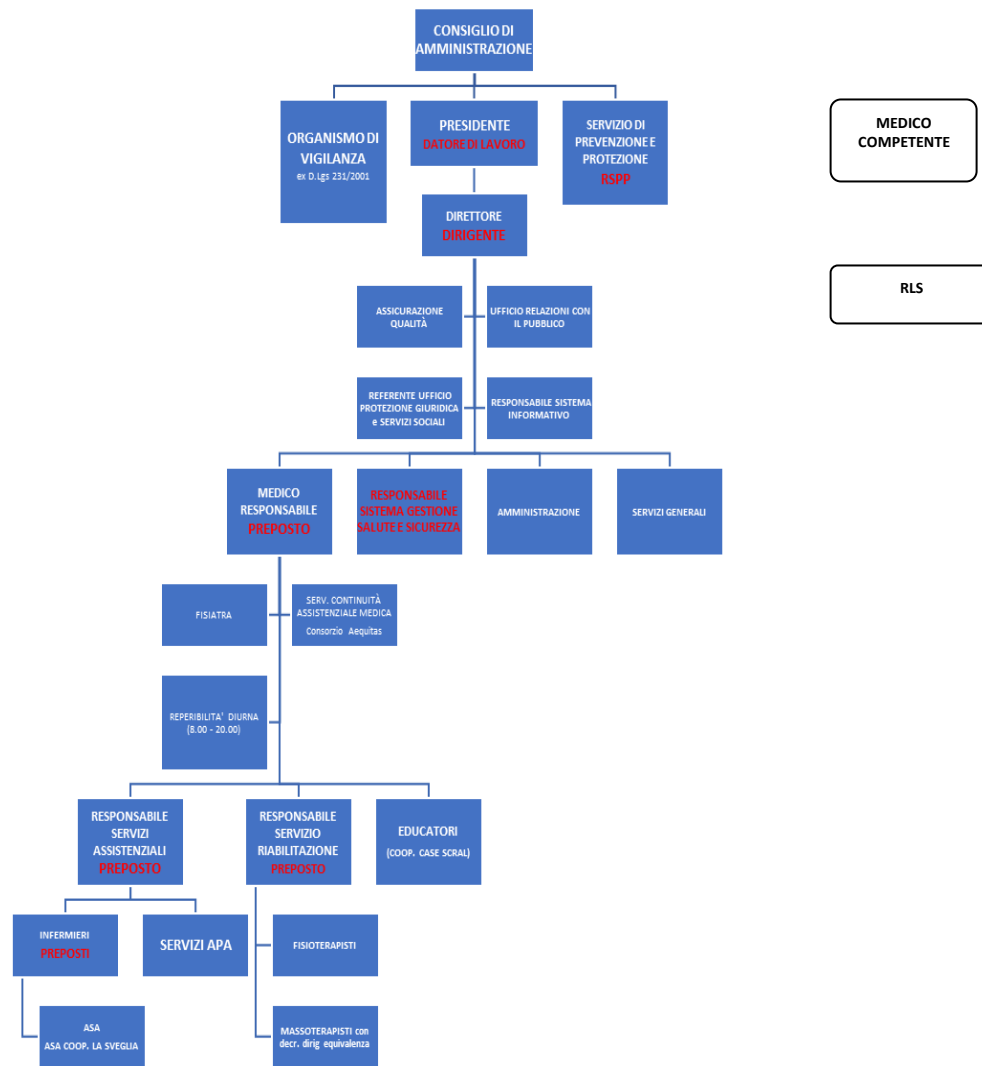 CONSIGLIO DI
AMMINISTRAZIONE
ORGANISMO DI
VIGILANZA
ex D.Lgs 231/2001
PRESIDENTE
DATORE DI LAVORO
SERVIZIO DI
PREVENZIONE E
PROTEZIONE
RSPP
MEDICO
COMPETENTE
DIRETTORE
DIRIGENTE
RLS
ASSICURAZIONE
QUALITÀ
UFFICIO RELAZIONI CON
IL PUBBLICO
REFERENTE UFFICIO
PROTEZIONE GIURIDICA
e SERVIZI SOCIALI
RESPONSABILE SISTEMA
INFORMATIVO
MEDICO
RESPONSABILE
PREPOSTO
RESPONSABILE
SISTEMA GESTIONE
SALUTE E SICUREZZA
AMMINISTRAZIONE
SERVIZI GENERALI
FISIATRA
SERV. CONTINUITÀ
ASSISTENZIALE MEDICA
Consorzio Aequitas
REPERIBILITA' DIURNA
(8.00 - 20.00)
RESPONSABILE
SERVIZI
ASSISTENZIALI
PREPOSTO
RESPONSABILE
SERVIZIO
RIABILITAZIONE
PREPOSTO
EDUCATORI
(COOP. CASE SCRAL)
INFERMIERI
PREPOSTI
SERVIZI APA
FISIOTERAPISTI
ASA
ASA COOP. LA SVEGLIA
MASSOTERAPISTI con
decr. dirig equivalenza